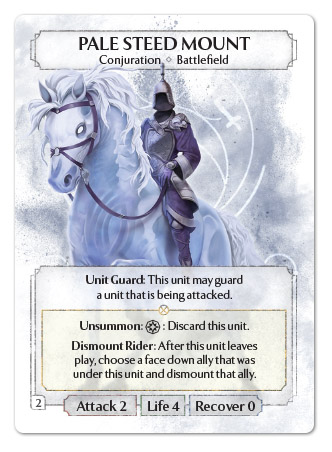 PALE STEED MOUNT
Conjuration ◆ Battlefield
Unit Guard: This unit may guard
a unit that is being attacked.
Unsummon: : Discard this unit.
Dismount Rider: After this unit leaves
play, choose a face down ally that was
under this unit and dismount that ally.
2
Attack 2 Life 4 Recover 0